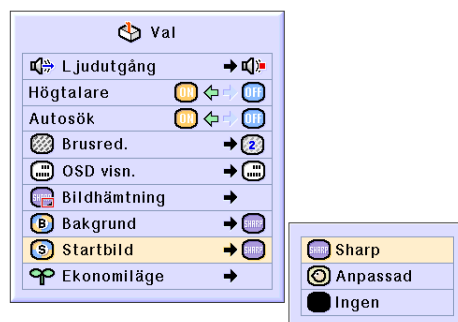 Val
Ljudutgång
Högtalare ON OFF
Autosök ON OFF
Brusred. 2
OSD visn.
SHARP Bildhämtning
B Bakgrund SHARP
S Startbild SHARP
Ekonomiläge
SHARP Sharp
Anpassad
Ingen